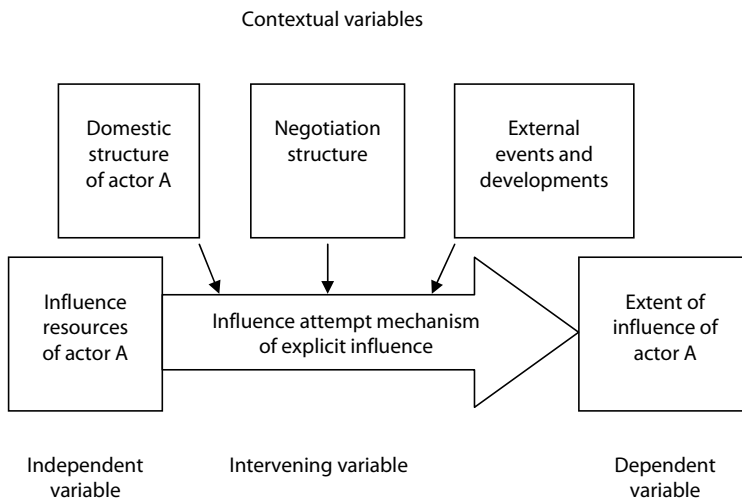 Contextual variables
Domestic
structure
of actor A
Negotiation
structure
External
events and
developments
Influence
resources
of actor A
Influence attempt mechanism
of explicit influence
Extent of
influence of
actor A
Independent
variable
Intervening variable
Dependent
variable